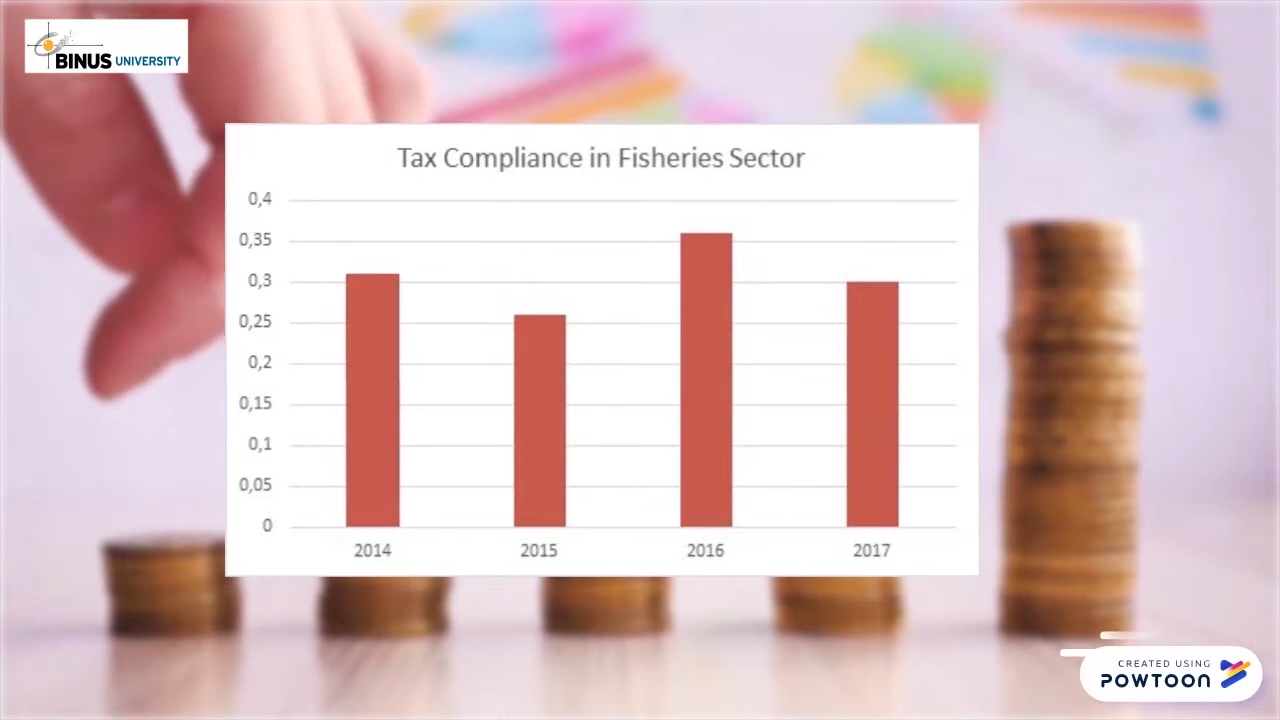 BINUS UNIVERSITY
Tax Compliance in Fisheries Sector
0,4
0,35
0,3
0,25
0,2
0,15
0,1
0,05
0
2014 2015 2016 2017
CREATED USING
POWTOON